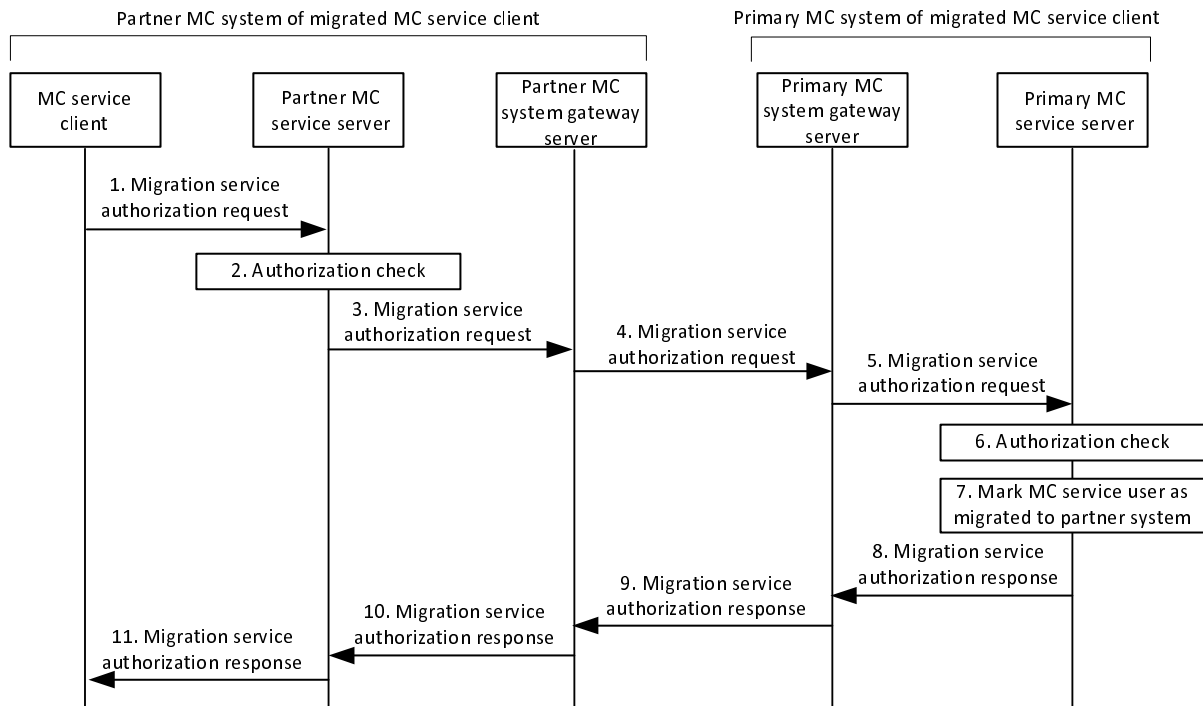 Partner MC system of migrated MC service client
Primary MC system of migrated MC service client
MC service
client
Partner MC
service server
Partner MC
system gateway
server
Primary MC
system gateway
server
Primary MC
service server
1. Migration service
authorization request
2. Authorization check
3. Migration service
authorization request
4. Migration service
authorization request
5. Migration service
authorization request
6. Authorization check
7. Mark MC service user as
migrated to partner system
8. Migration service
authorization response
9. Migration service
authorization response
10. Migration service
authorization response
11. Migration service
authorization response